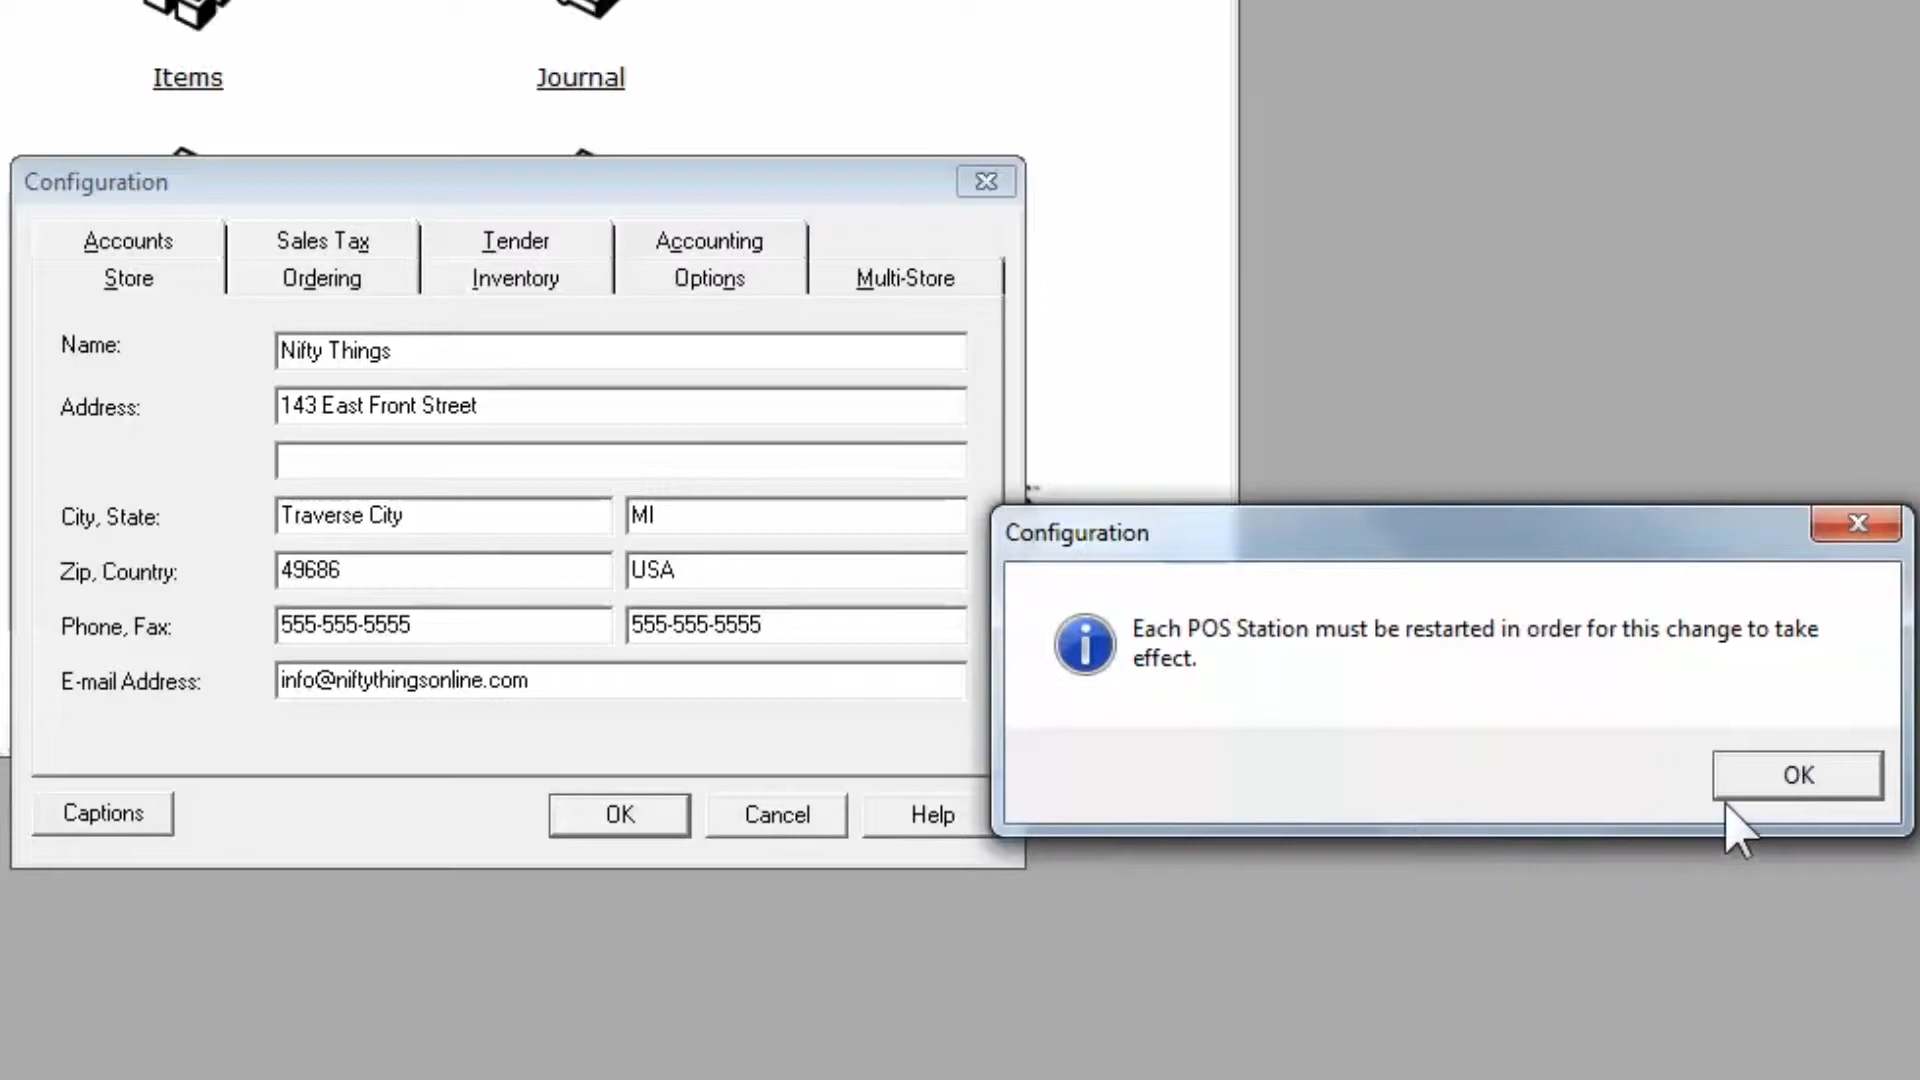 Items
Journal
Configuration
Accounts
Sales Tax
Tender
Accounting
Store
Ordering
Inventory
Options
Multi-Store
Name:
Nifty Things
Address:
143 East Front Street
City, State:
Traverse City
MI
Zip, Country:
49686
USA
Phone, Fax:
555-555-5555
555-555-5555
E-mail Address:
info@niftythingsonline.com
Captions
OK
Cancel
Help
Configuration
Each POS Station must be restarted in order for this change to take
effect.
OK